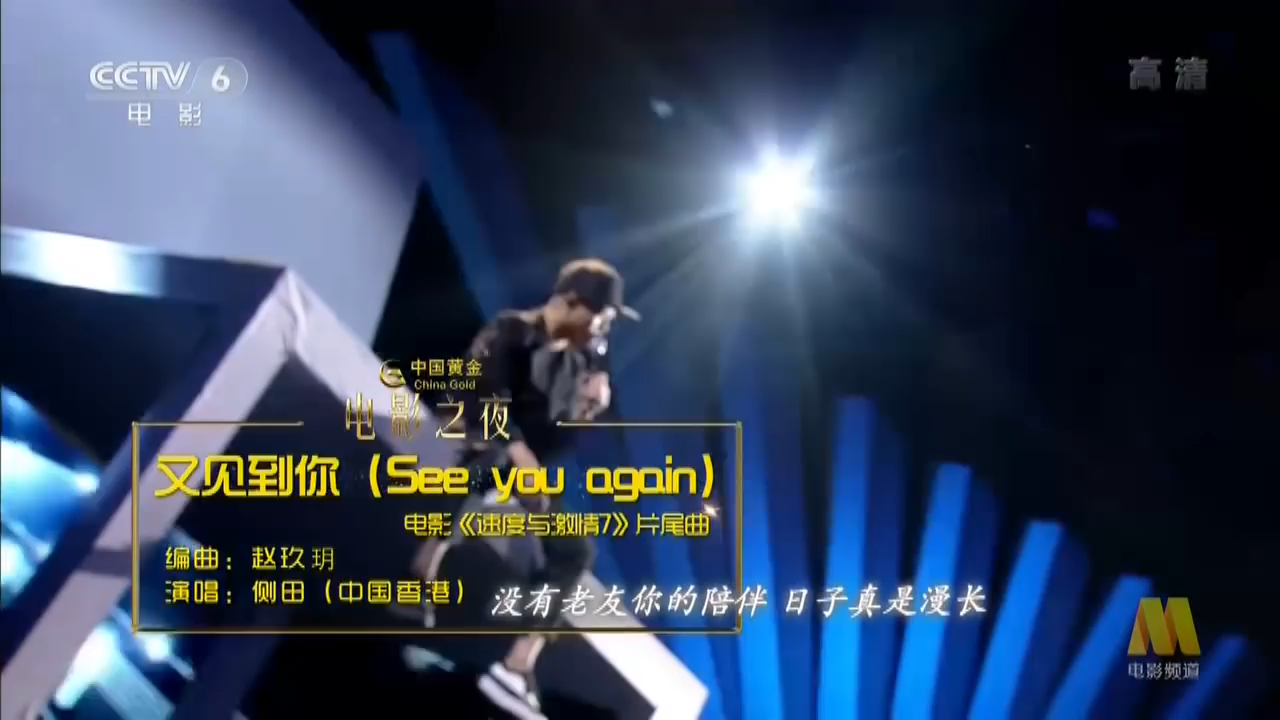 CCTV 6
电影
高清
中国黄金
China Gold
电影之夜
又见到你（See you again）
电影《速度与激情7》片尾曲
编曲：赵玖玥
演唱：侧田（中国香港）
没有老友你的陪伴 日子真是漫长
电影频道